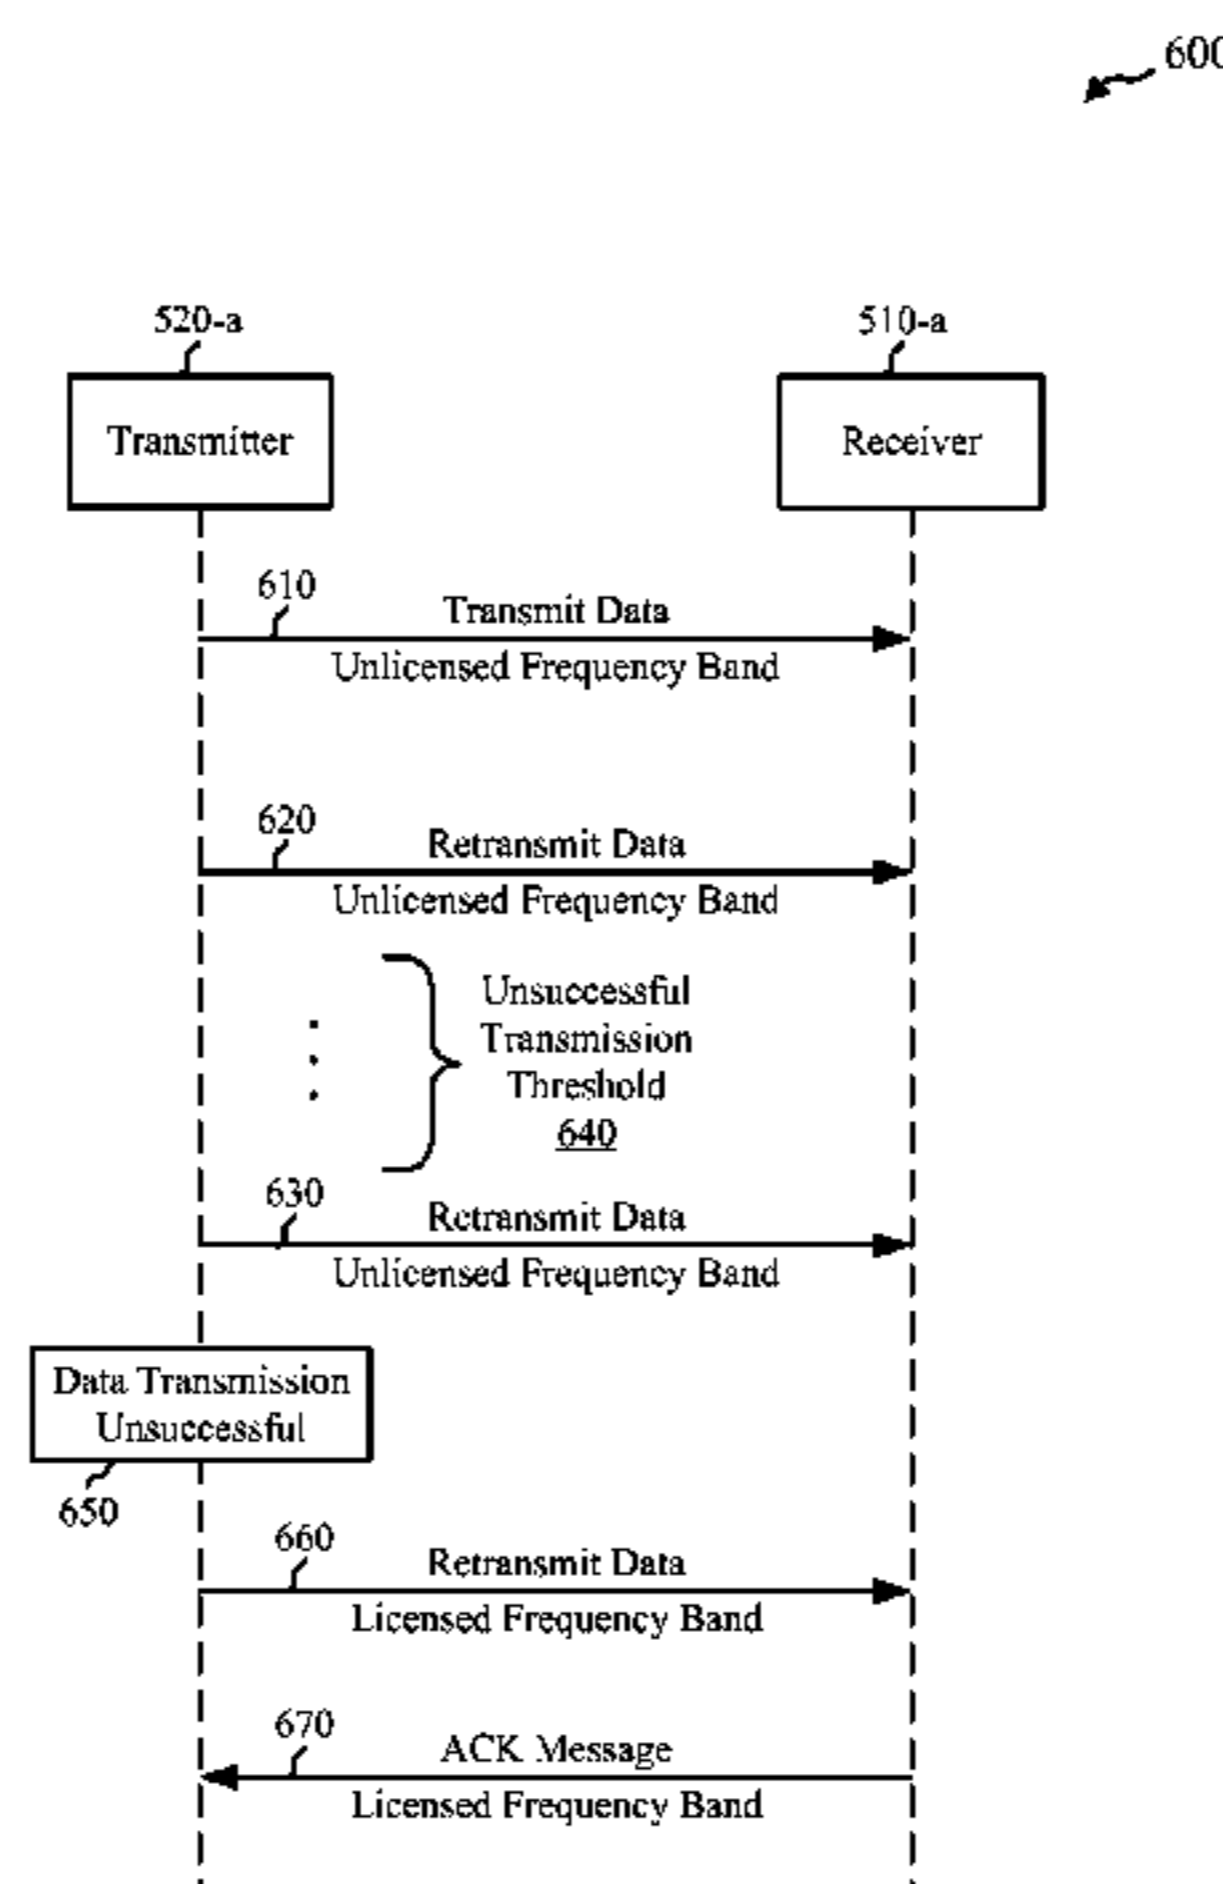 600
520-a
510-a
Transmitter
Receiver
610
Transmit Data
Unlicensed Frequency Band
620
Retransmit Data
Unlicensed Frequency Band
Unsuccessful
Transmission
Threshold
640
630
Retransmit Data
Unlicensed Frequency Band
Data Transmission
Unsuccessful
650
660
Retransmit Data
Licensed Frequency Band
670
ACK Message
Licensed Frequency Band